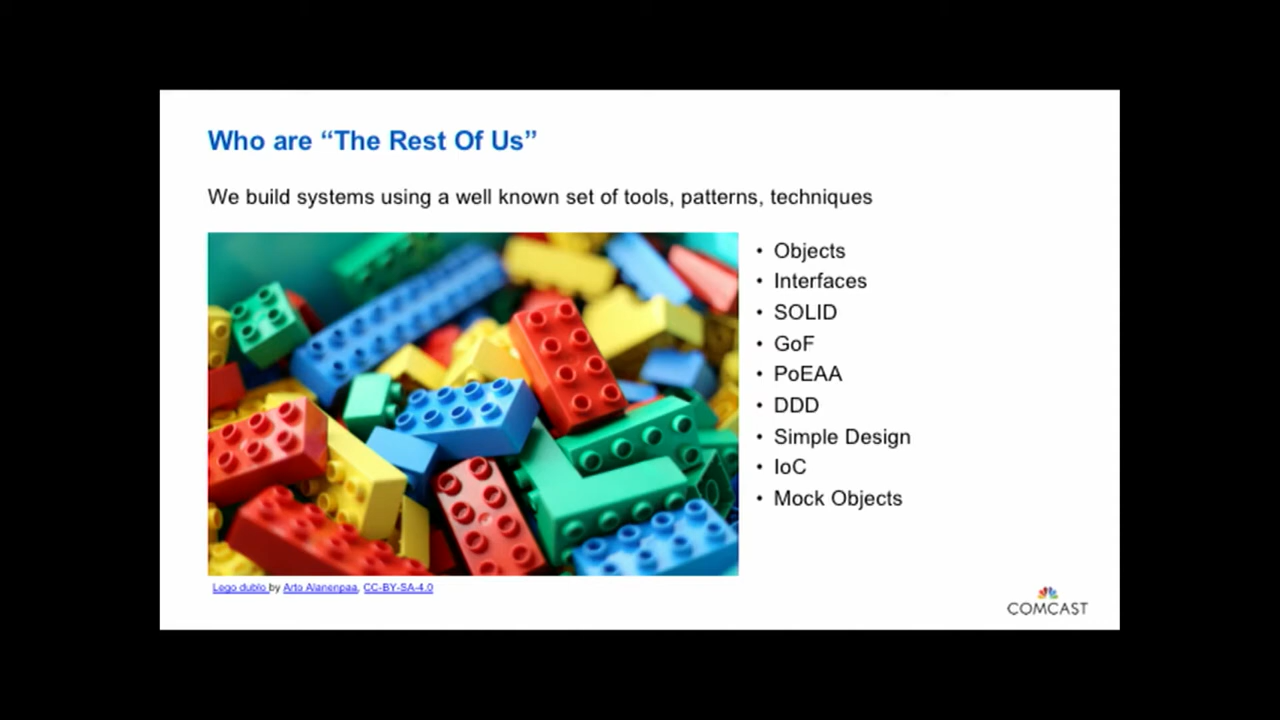 Who are “The Rest Of Us”
We build systems using a well known set of tools, patterns, techniques
• Objects
• Interfaces
• SOLID
• GoF
• PoEAA
• DDD
• Simple Design
• IoC
• Mock Objects
Lego dublo by Arto Alanenpaa, CC-BY-SA-4.0
COMCAST